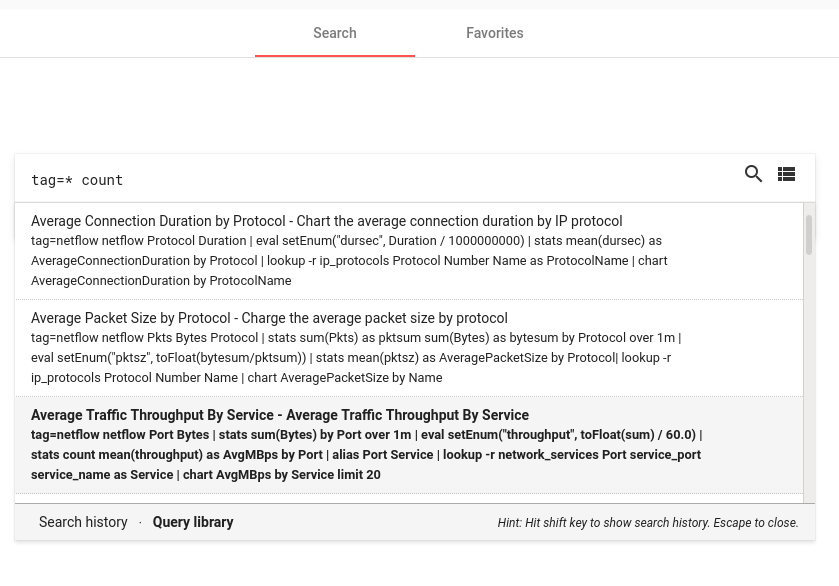 Search Favorites
tag=* count
Average Connection Duration by Protocol - Chart the average connection duration by IP protocol
tag=netflow netflow Protocol Duration | eval setEnum("dursec", Duration / 1000000000) | stats mean(dursec) as
AverageConnectionDuration by Protocol | lookup -r ip_protocols Protocol Number Name as ProtocolName | chart
AverageConnectionDuration by ProtocolName
Average Packet Size by Protocol - Charge the average packet size by protocol
tag=netflow netflow Pkts Bytes Protocol | stats sum(Pkts) as pktsum sum(Bytes) as bytesum by Protocol over 1m |
eval setEnum("pktsz", toFloat(bytesum/pktsum)) | stats mean(pktsz) as AveragePacketSize by Protocol| lookup -r
ip_protocols Protocol Number Name | chart AveragePacketSize by Name
Average Traffic Throughput By Service - Average Traffic Throughput By Service
tag=netflow netflow Port Bytes | stats sum(Bytes) by Port over 1m | eval setEnum("throughput", toFloat(sum) / 60.0) |
stats count mean(throughput) as AvgMBps by Port | alias Port Service | lookup -r network_services Port service_port
service_name as Service | chart AvgMBps by Service limit 20
Search history · Query library Hint: Hit shift key to show search history. Escape to close.